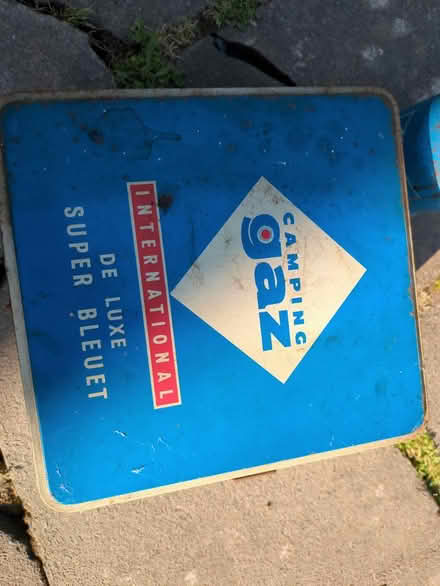 CAMPING
gaz
INTERNATIONAL
DE LUXE
SUPER BLEUET